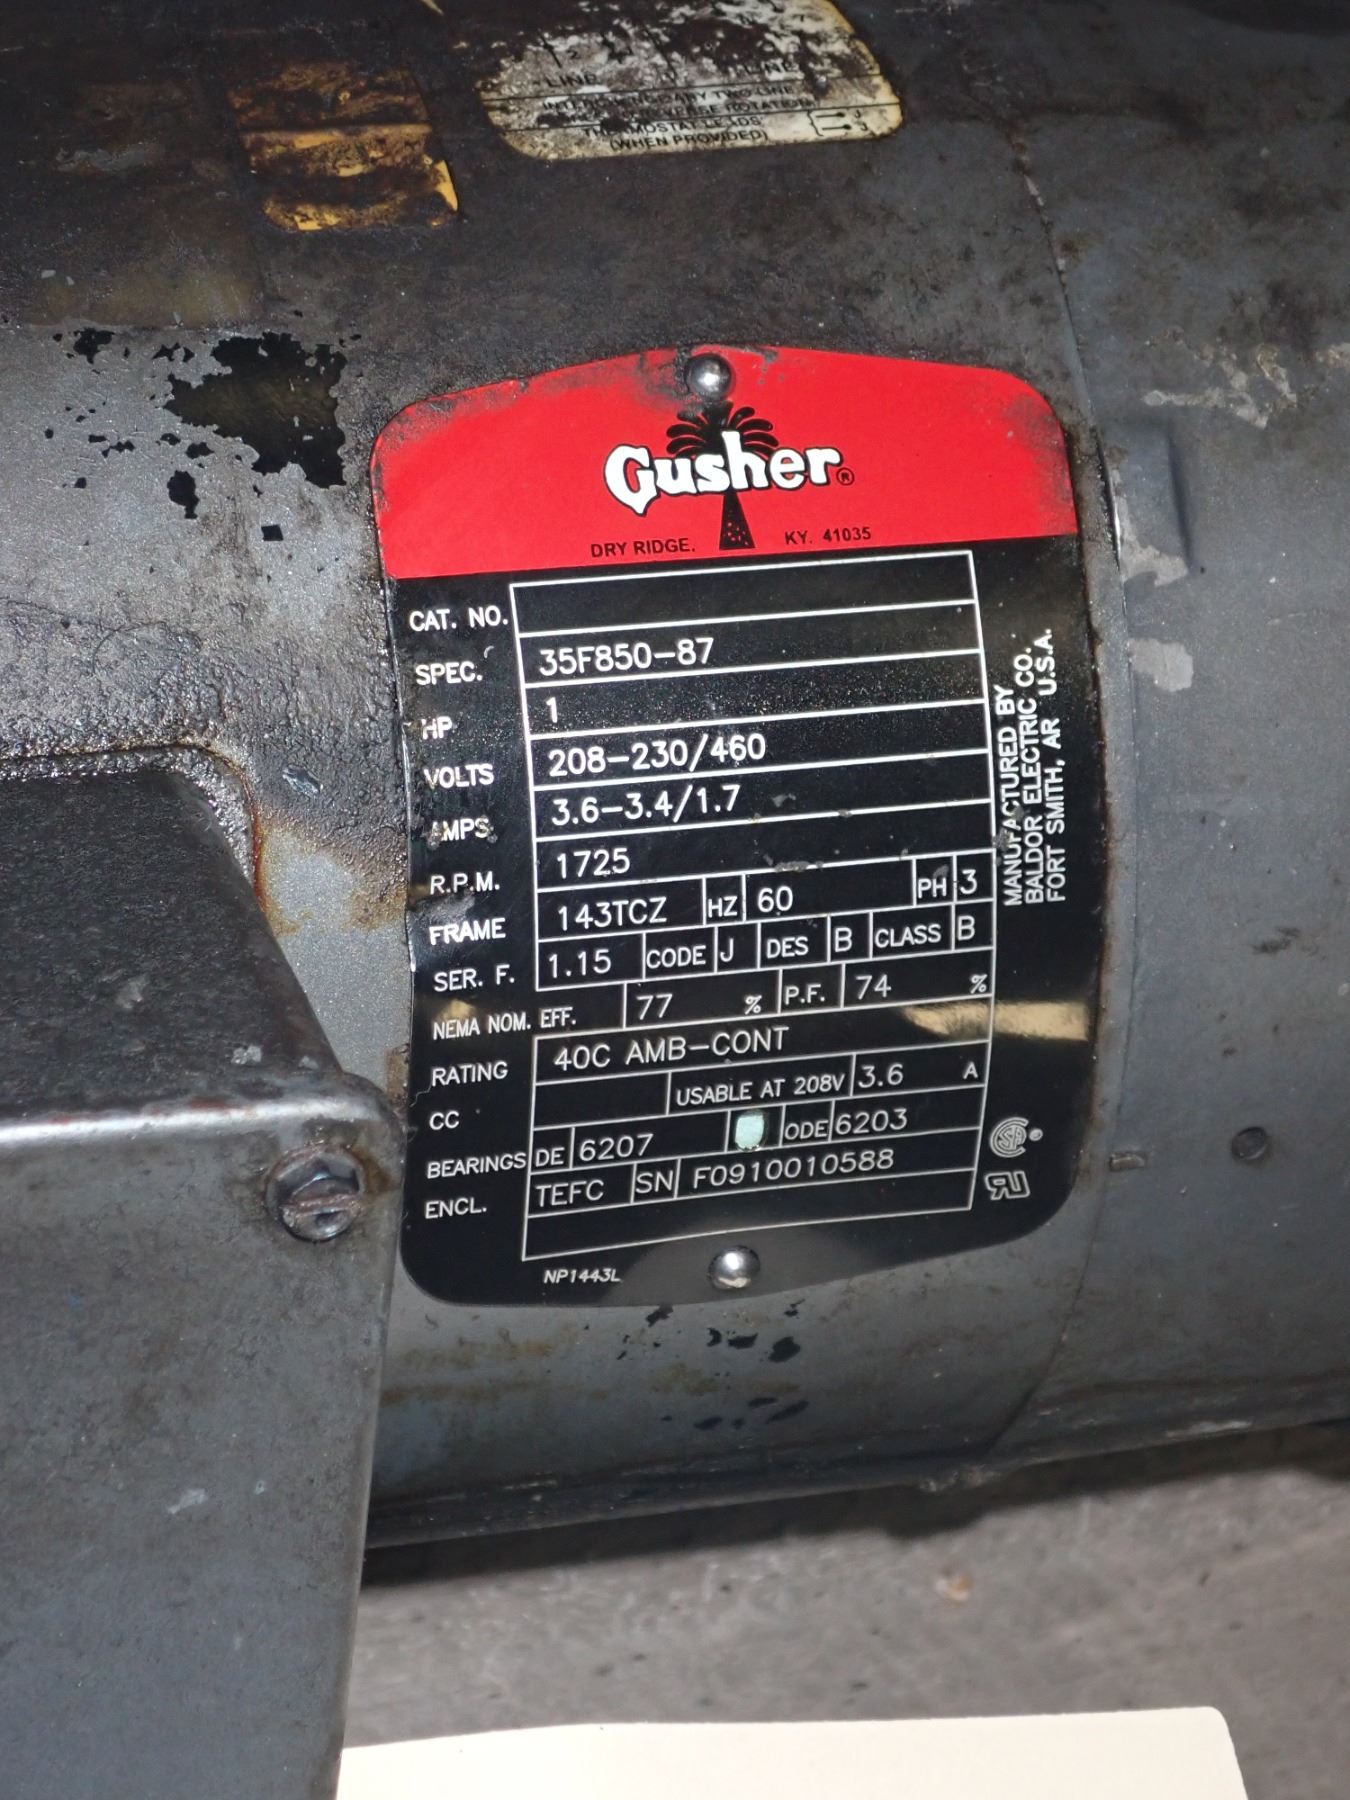 LINE LINE
INTERCHANGE ANY TWO LINE
REVERSE ROTATION
THERMOSTAT LEADS J
(WHEN PROVIDED) J
Gusher®
DRY RIDGE, KY. 41035
CAT. NO.
SPEC. 35F850-87
HP 1
VOLTS 208-230/460
AMPS 3.6-3.4/1.7
R.P.M. 1725
FRAME 143TCZ HZ 60 PH 3
SER. F. 1.15 CODE J DES B CLASS B
NEMA NOM. EFF. 77 % P.F. 74 %
RATING 40C AMB-CONT
CC USABLE AT 208V 3.6 A
BEARINGS DE 6207 ODE 6203
ENCL. TEFC SN F0910010588
NP1443L
MANUFACTURED BY
BALDOR ELECTRIC CO.
FORT SMITH, AR U.S.A.